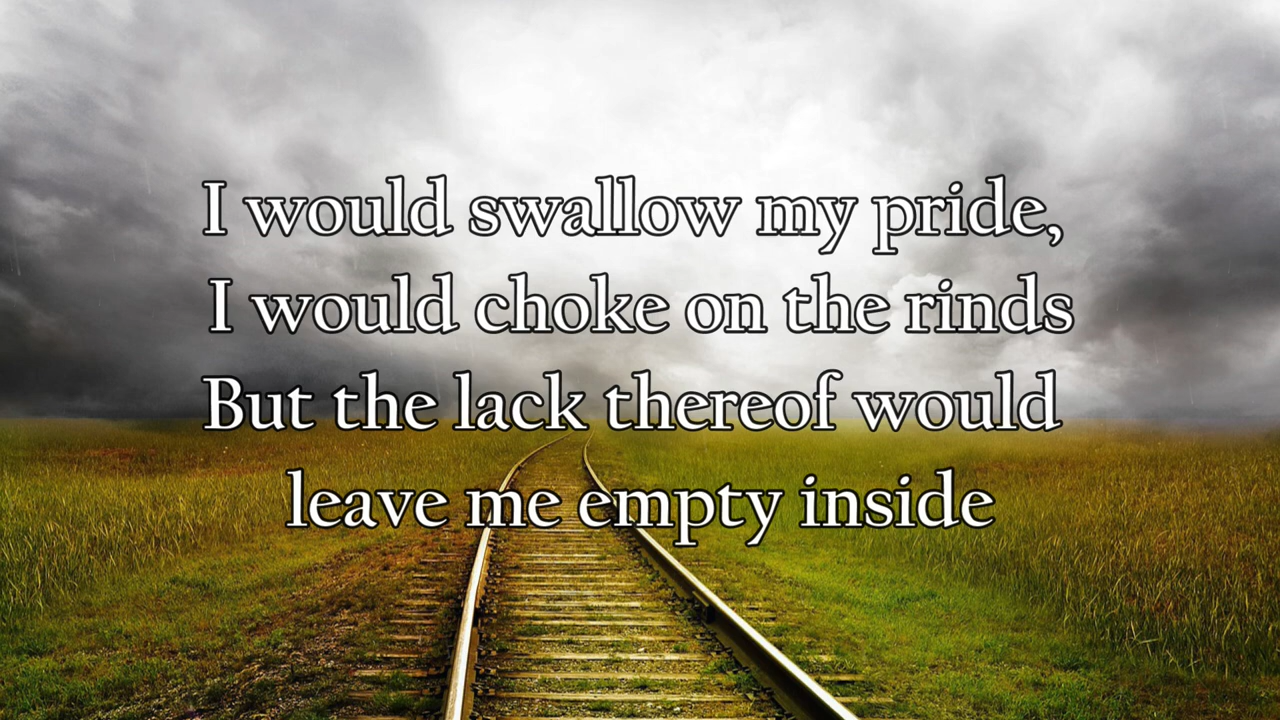 I would swallow my pride,
I would choke on the rinds
But the lack thereof would
leave me empty inside